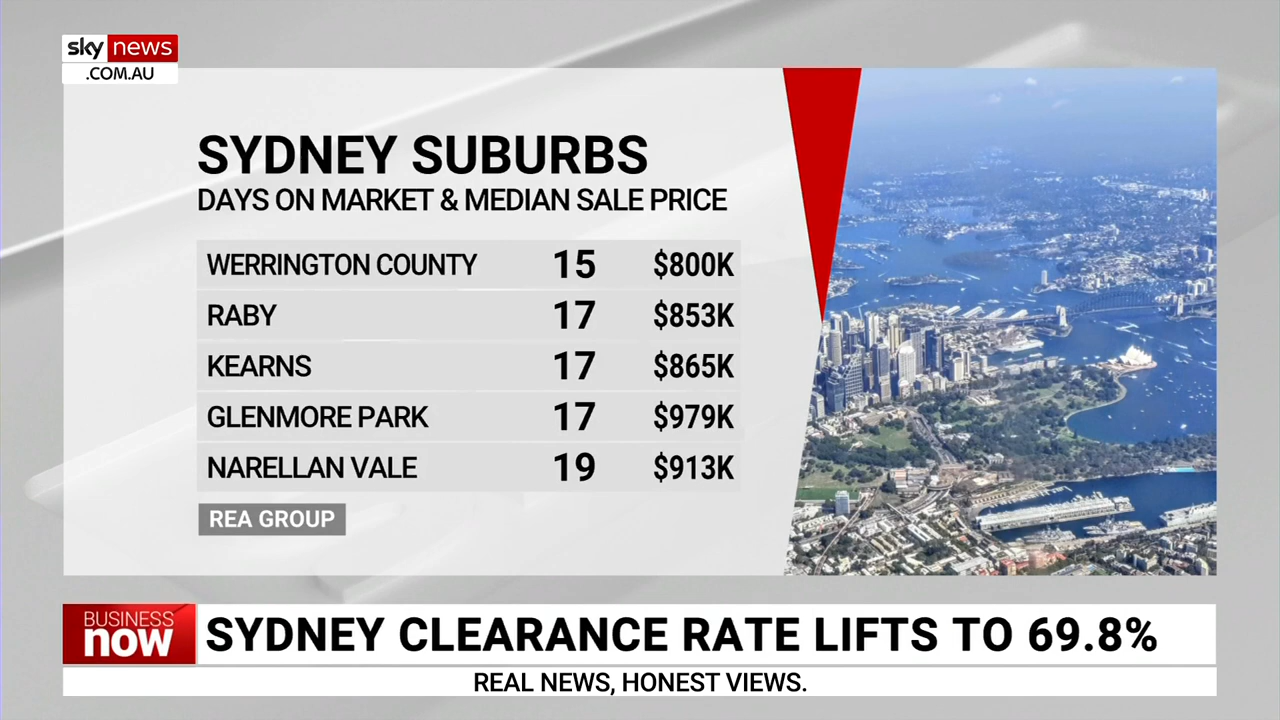 sky news
.COM.AU
SYDNEY SUBURBS
DAYS ON MARKET & MEDIAN SALE PRICE
WERRINGTON COUNTY 15 $800K
RABY 17 $853K
KEARNS 17 $865K
GLENMORE PARK 17 $979K
NARELLAN VALE 19 $913K
REA GROUP
BUSINESS
now
SYDNEY CLEARANCE RATE LIFTS TO 69.8%
REAL NEWS, HONEST VIEWS.